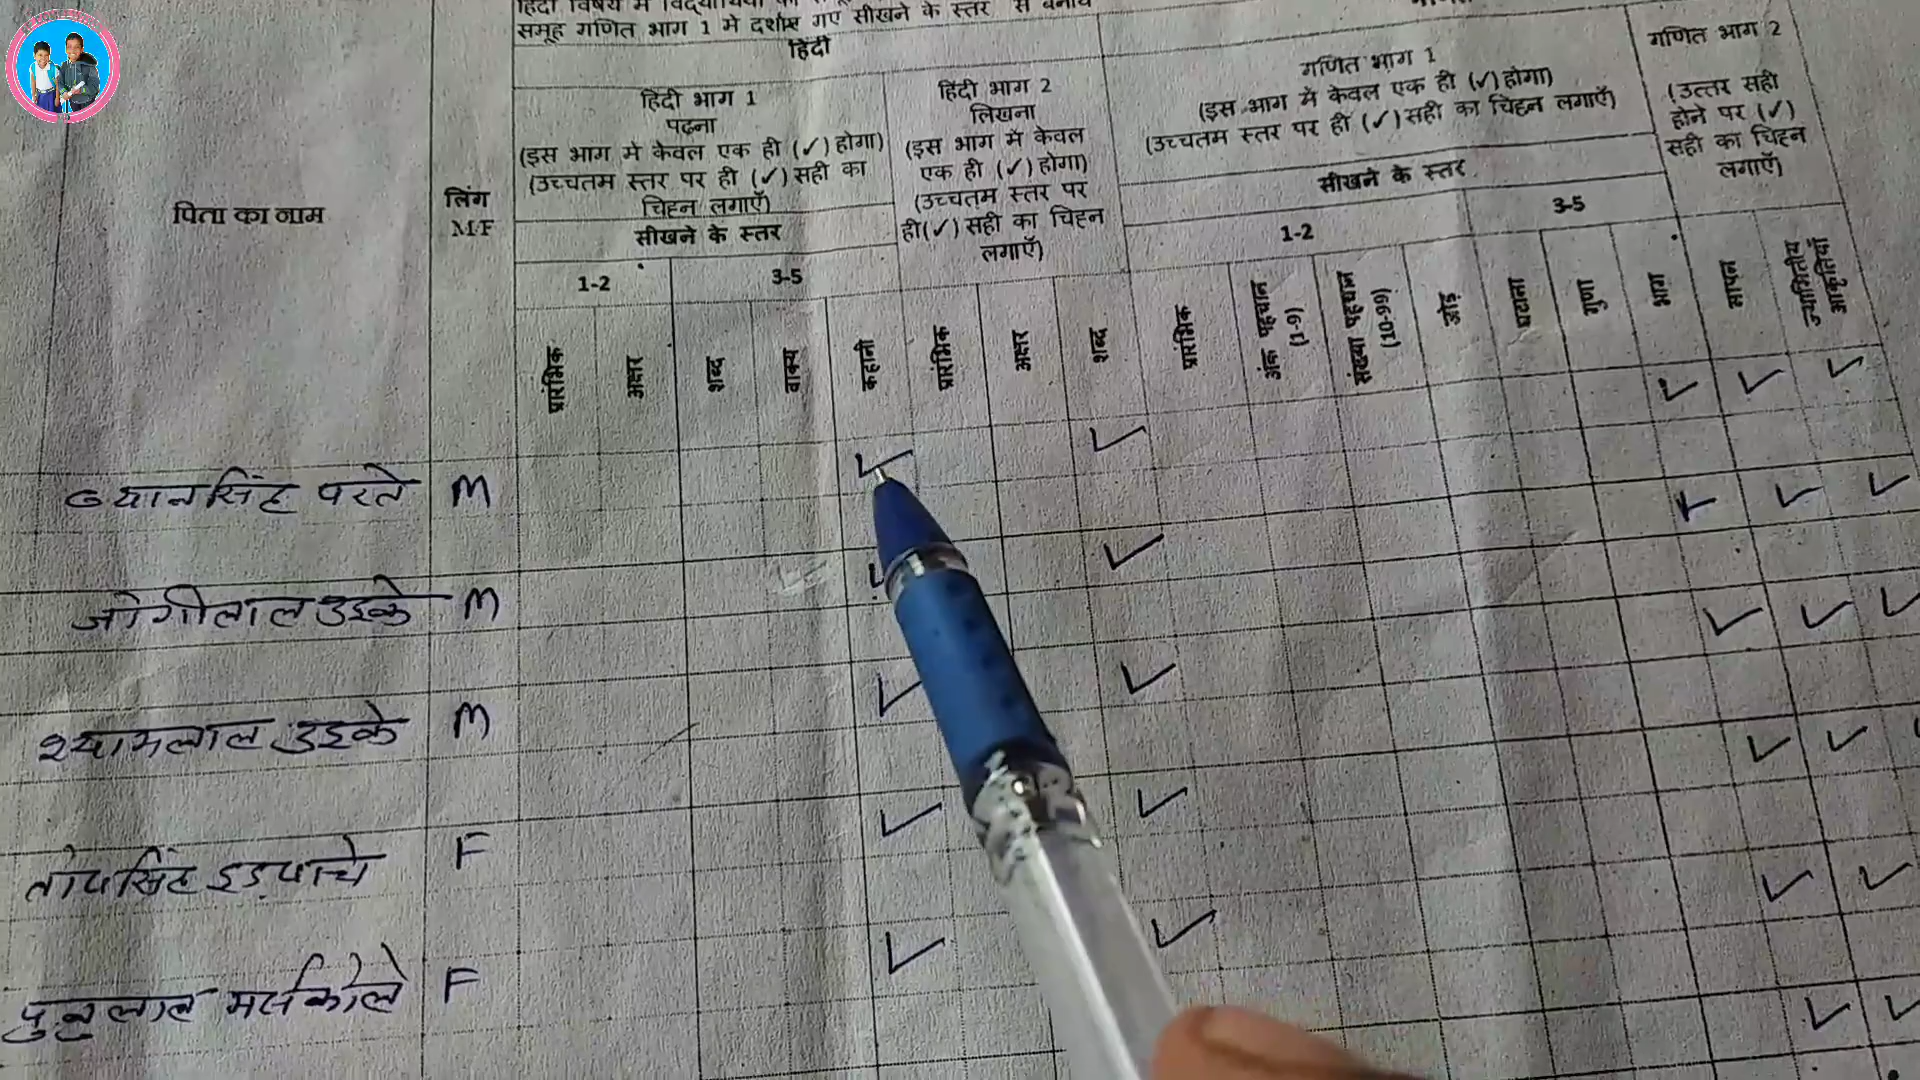 समूह गणित भाग 1 मे दर्शाए गए सीखने के स्तर से बनाये
हिंदी
पिता का नाम
लिंग
M-F
हिंदी भाग 1
पढ़ना
(इस भाग में केवल एक ही (✓) होगा)
(उच्चतम स्तर पर ही (✓) सही का
चिह्न लगाएँ)
सीखने के स्तर
1-2
3-5
प्रारंभिक
अक्षर
शब्द
वाक्य
कहानी
हिंदी भाग 2
लिखना
(इस भाग में केवल
एक ही (✓) होगा)
(उच्चतम स्तर पर
ही(✓) सही का चिह्न
लगाएँ)
प्रारंभिक
अक्षर
शब्द
गणित भाग 1
(इस भाग में केवल एक ही (✓) होगा)
(उच्चतम स्तर पर ही (✓) सही का चिह्न लगाएँ)
सीखने के स्तर
1-2
3-5
प्रारंभिक
अंक पहचान
(1-9)
संख्या पहचान
(10-99)
जोड़
घटाना
गुणा
भाग
गणित भाग 2
(उत्तर सही
होने पर (✓)
सही का चिह्न
लगाएँ)
मापन
ज्यामितीय
आकृतियाँ
परते M ✓ ✓ ✓ ✓ ✓
जोगीलाल उइके M ✓ ✓ ✓ ✓ ✓
श्यामलाल उइके M ✓ ✓ ✓ ✓ ✓
तोपसिंह इड़पाचे F ✓ ✓ ✓ ✓
मर्सकोले F ✓ ✓ ✓ ✓
✓ ✓